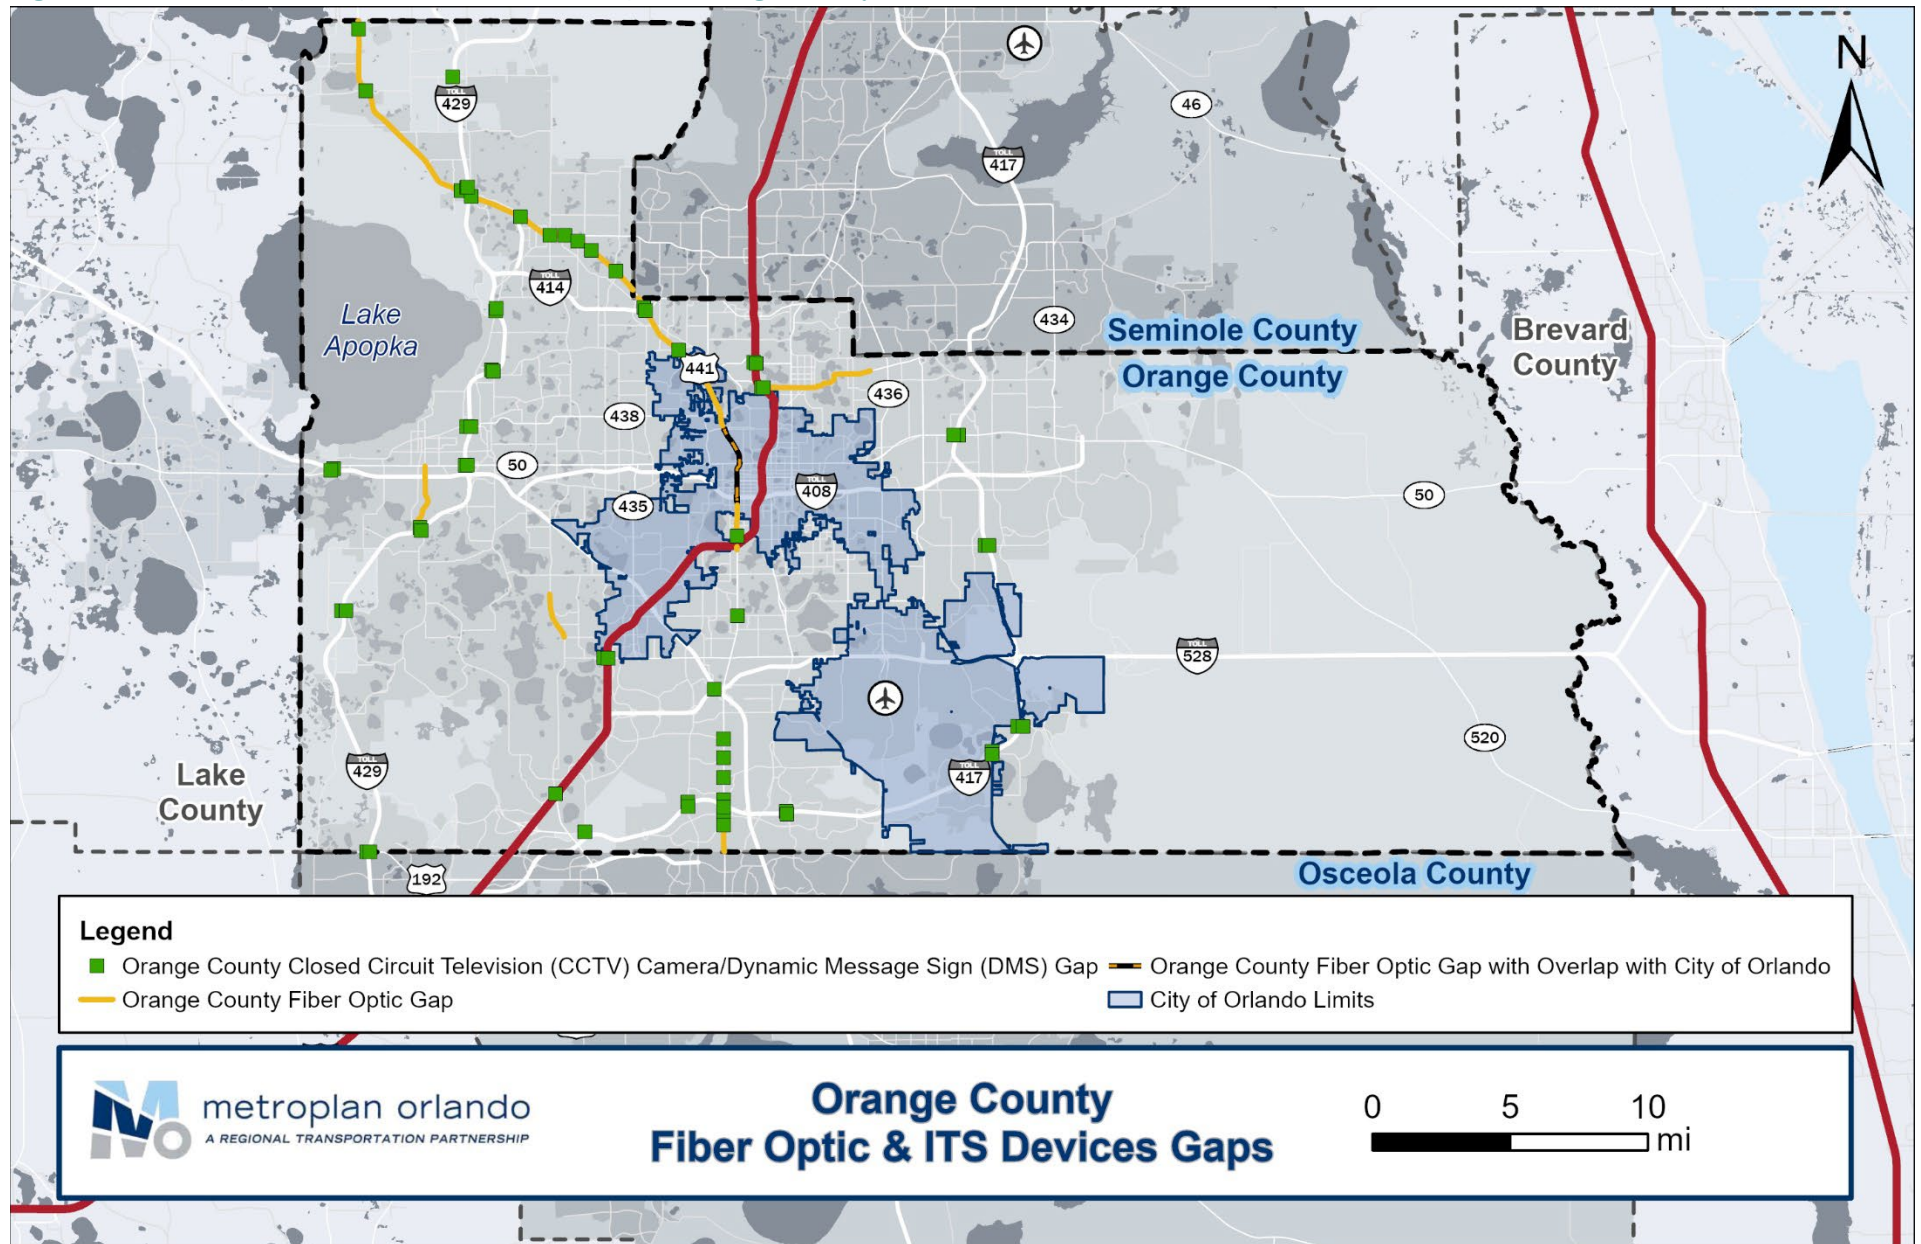 N
TOLL
429
46
TOLL
417
TOLL
414
Lake
Apopka
434
Seminole County
Brevard
County
441
Orange County
436
438
50
TOLL
408
50
435
TOLL
528
520
TOLL
429
TOLL
417
Lake
County
192
Osceola County
Legend
Orange County Closed Circuit Television (CCTV) Camera/Dynamic Message Sign (DMS) Gap
Orange County Fiber Optic Gap with Overlap with City of Orlando
Orange County Fiber Optic Gap
City of Orlando Limits
metroplan orlando
A REGIONAL TRANSPORTATION PARTNERSHIP
Orange County
Fiber Optic & ITS Devices Gaps
0 5 10
mi